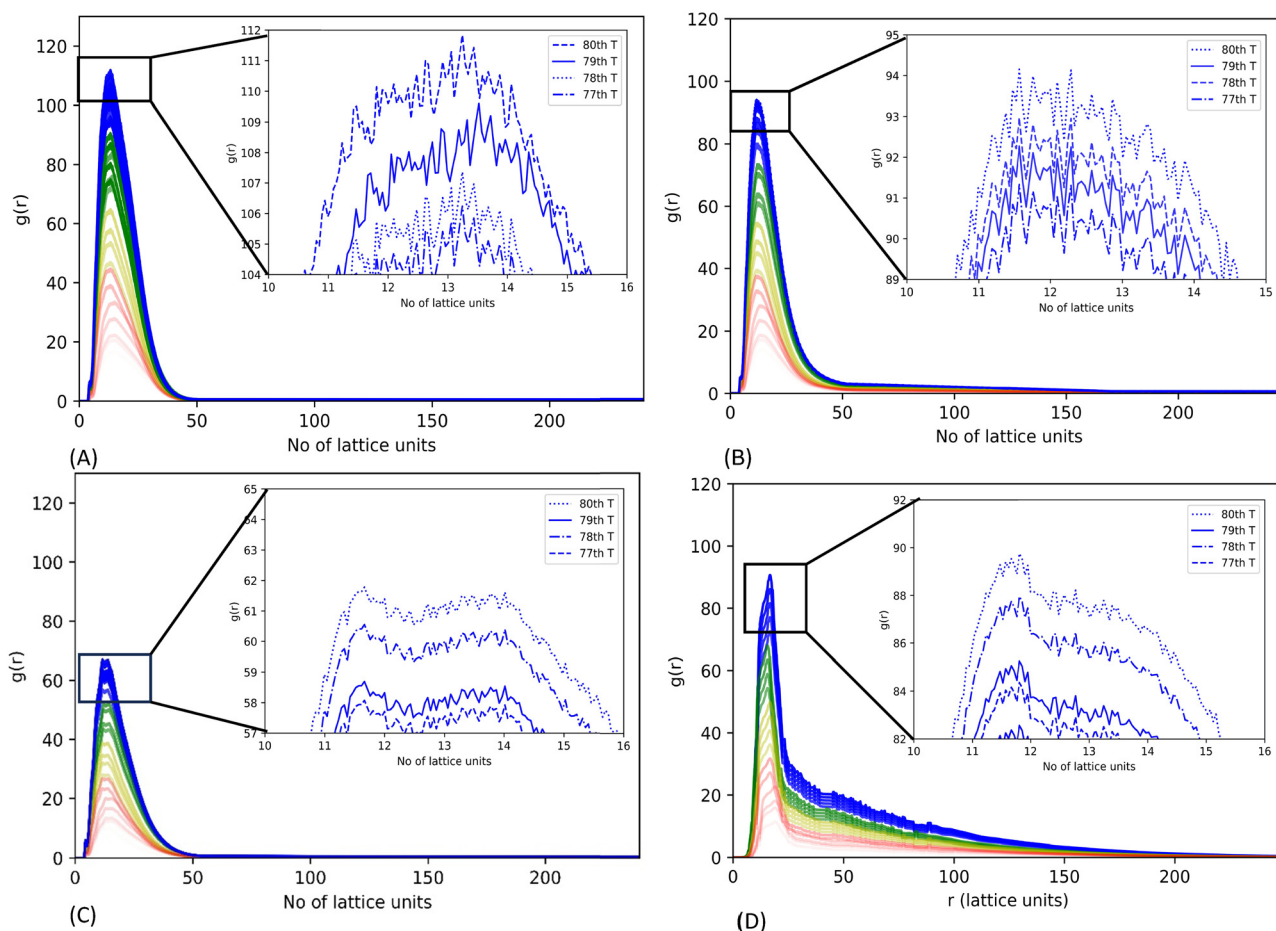 g(r)
120
100
80
60
40
20
0
0 50 100 150 200
No of lattice units
(A)
g(r)
112
111
110
109
108
107
106
105
104
10 11 12 13 14 15 16
No of lattice units
80th T
79th T
78th T
77th T
g(r)
120
100
80
60
40
20
0
0 50 100 150 200
No of lattice units
(B)
g(r)
95
94
93
92
91
90
89
10 11 12 13 14 15
No of lattice units
80th T
79th T
78th T
77th T
g(r)
120
100
80
60
40
20
0
0 50 100 150 200
No of lattice units
(C)
g(r)
65
64
63
62
61
60
59
58
57
10 11 12 13 14 15 16
No of lattice units
80th T
79th T
78th T
77th T
g(r)
120
100
80
60
40
20
0
0 50 100 150 200
r (lattice units)
(D)
g(r)
92
90
88
86
84
82
10 11 12 13 14 15 16
No of lattice units
80th T
79th T
78th T
77th T